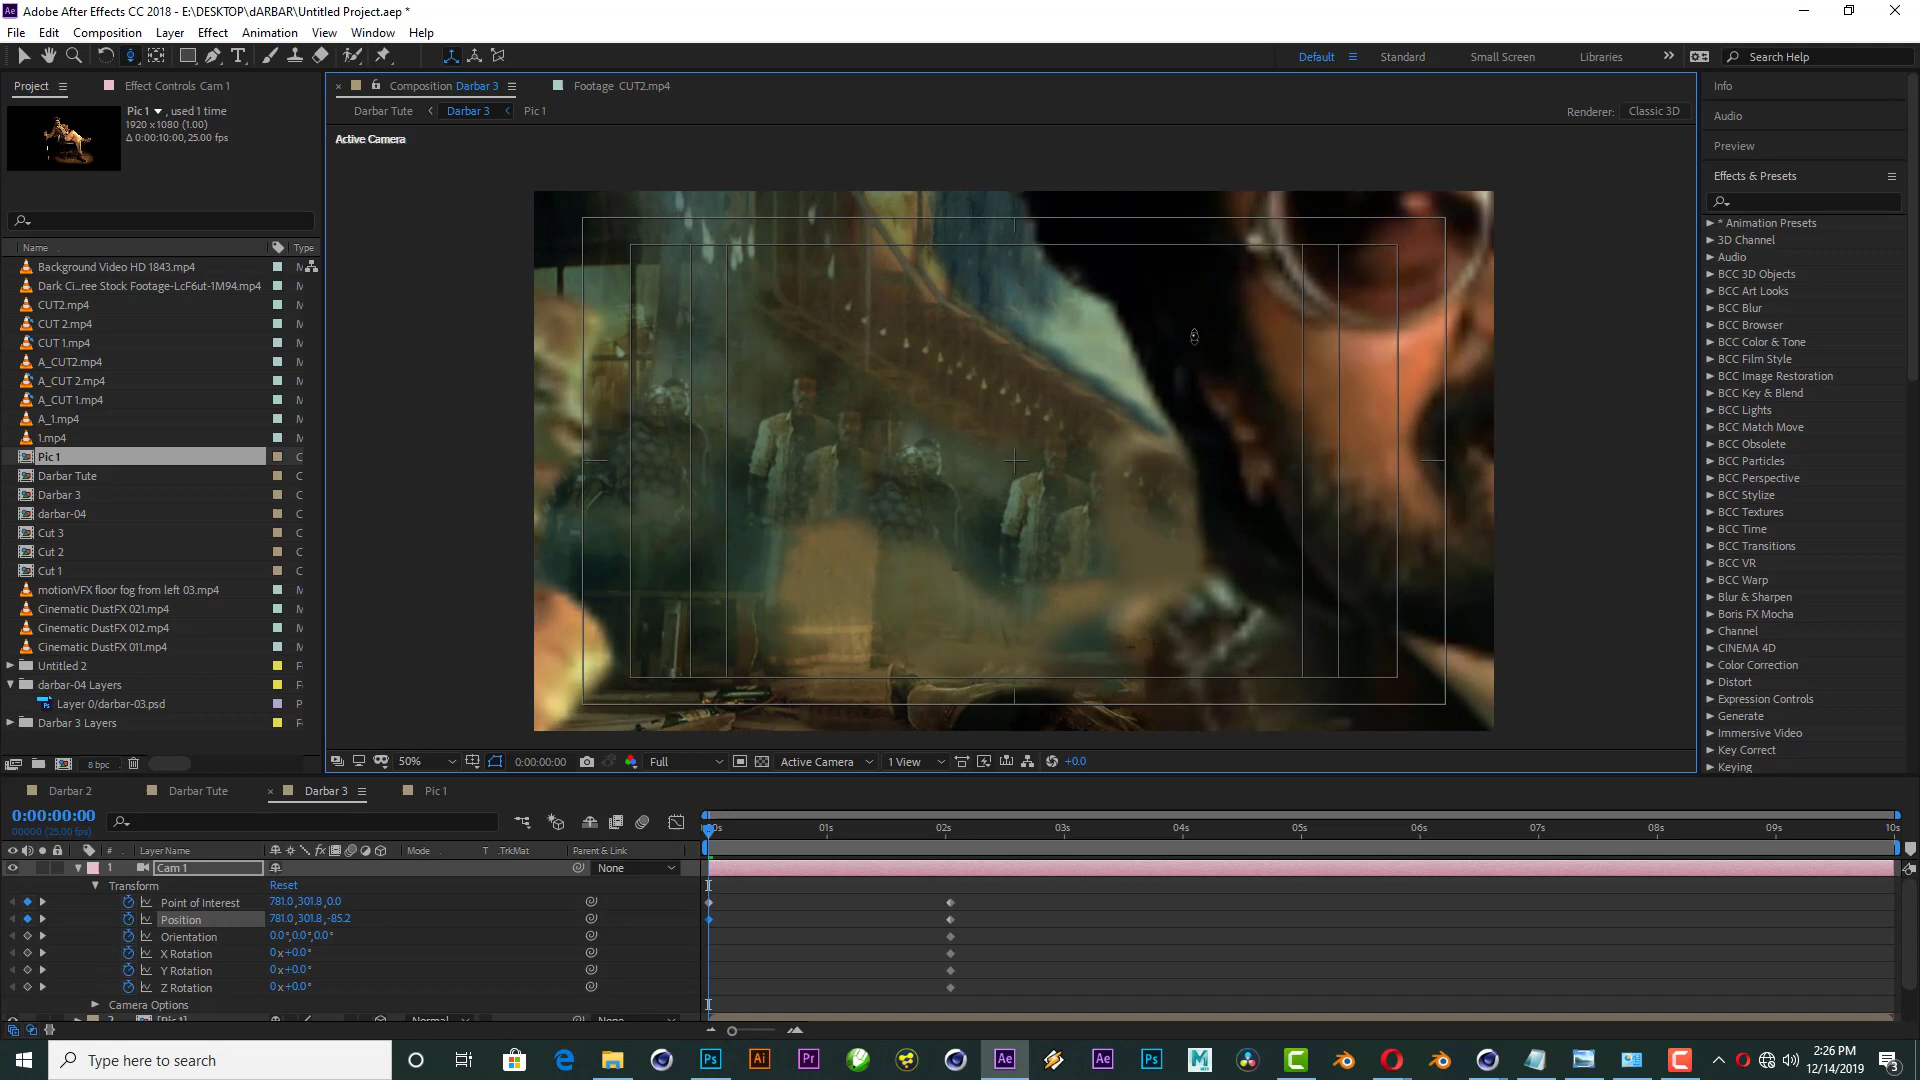 Adobe After Effects CC 2018 - E:\DESKTOP\dARBAR\Untitled Project.aep *
File Edit Composition Layer Effect Animation View Window Help
Default Standard Small Screen Libraries Search Help
Project Effect Controls Cam 1
Pic 1 , used 1 time
1920 x 1080 (1.00)
Δ 0:00:10:00, 25.00 fps
Name Type
Background Video HD 1843.mp4
Dark Ci...ree Stock Footage-LcF6ut-1M94.mp4
CUT2.mp4
CUT 2.mp4
CUT 1.mp4
A_CUT2.mp4
A_CUT 2.mp4
A_CUT 1.mp4
A_1.mp4
1.mp4
Pic 1
Darbar Tute
Darbar 3
darbar-04
Cut 3
Cut 2
Cut 1
motionVFX floor fog from left 03.mp4
Cinematic DustFX 021.mp4
Cinematic DustFX 012.mp4
Cinematic DustFX 011.mp4
Untitled 2
darbar-04 Layers
Layer 0/darbar-03.psd
Darbar 3 Layers
8 bpc
Composition Darbar 3 Footage CUT2.mp4
Darbar Tute Darbar 3 Pic 1
Renderer: Classic 3D
Active Camera
50% 0:00:00:00 Full Active Camera 1 View +0.0
Info
Audio
Preview
Effects & Presets
* Animation Presets
3D Channel
Audio
BCC 3D Objects
BCC Art Looks
BCC Blur
BCC Browser
BCC Color & Tone
BCC Film Style
BCC Image Restoration
BCC Key & Blend
BCC Lights
BCC Match Move
BCC Obsolete
BCC Particles
BCC Perspective
BCC Stylize
BCC Textures
BCC Time
BCC Transitions
BCC VR
BCC Warp
Blur & Sharpen
Boris FX Mocha
Channel
CINEMA 4D
Color Correction
Distort
Expression Controls
Generate
Immersive Video
Key Correct
Keying
Darbar 2 Darbar Tute Darbar 3 Pic 1
0:00:00:00
00000 (25.00 fps)
:00s 01s 02s 03s 04s 05s 06s 07s 08s 09s 10s
# Layer Name Mode T .TrkMat Parent & Link
1 Cam 1 None
Transform Reset
Point of Interest 781.0,301.8,0.0
Position 781.0,301.8,-85.2
Orientation 0.0°,0.0°,0.0°
X Rotation 0x+0.0°
Y Rotation 0x+0.0°
Z Rotation 0x+0.0°
Camera Options
2 [Pic 1] Normal None
Type here to search
2:26 PM
12/14/2019
3